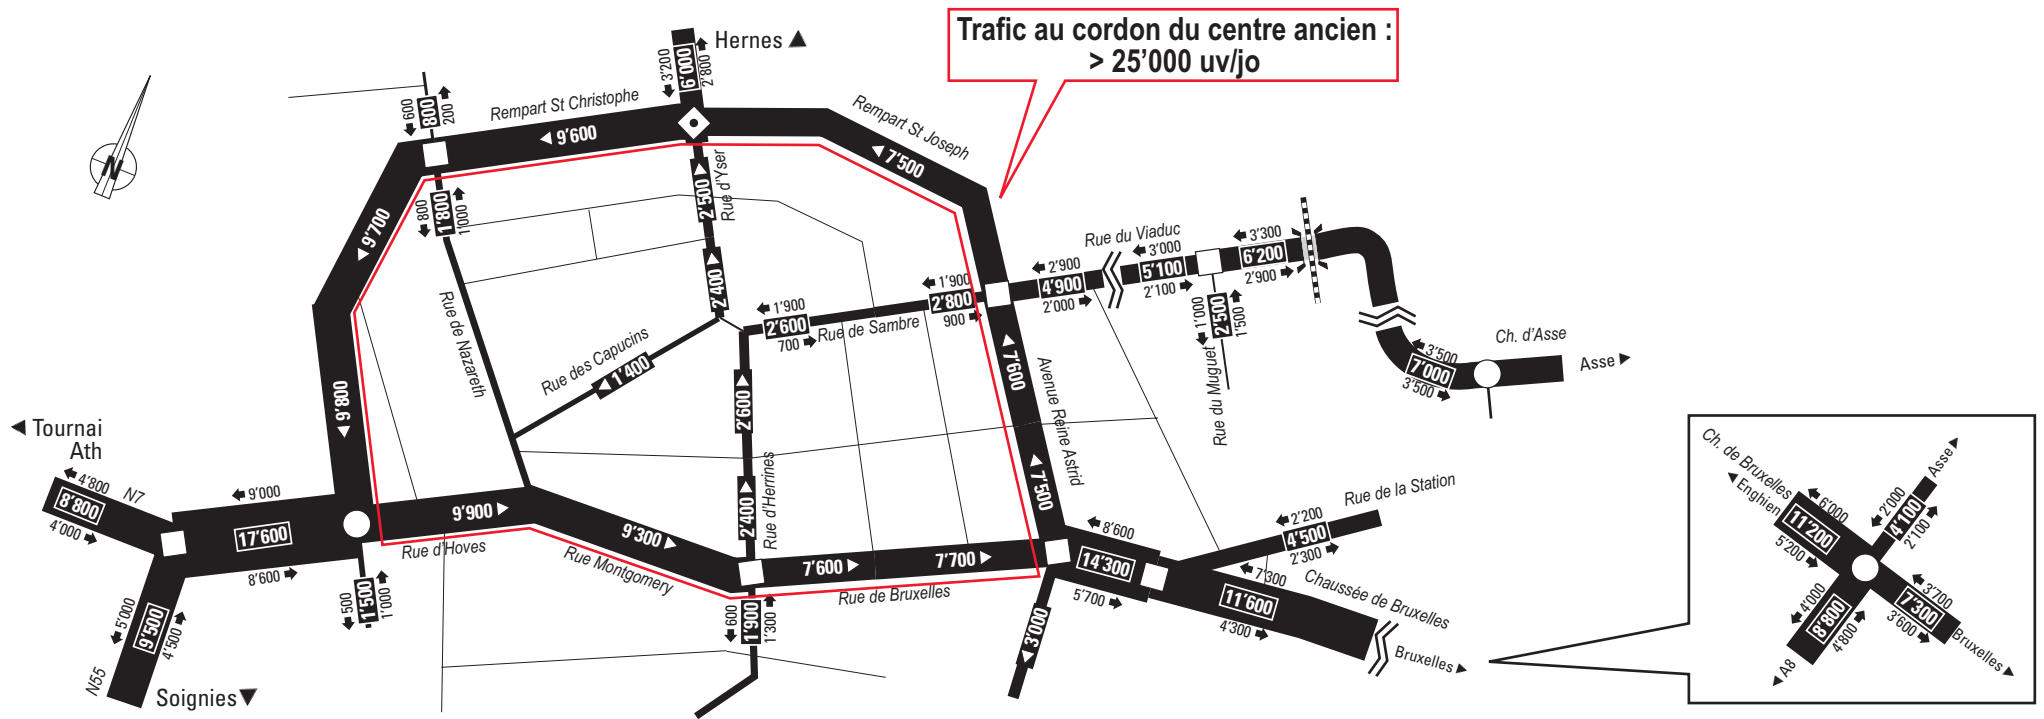 Trafic au cordon du centre ancien :
> 25’000 uv/jo
Hernes ▲
3’200
6’000
2’800
600
800
200
Rempart St Christophe
9’600
Rempart St Joseph
7’500
N
9’700
800
1’800
1’000
2’500
Rue d’Yser
2’400
Rue de Nazareth
Rue des Capucins
1’400
1’900
2’600
700
Rue de Sambre
1’900
2’800
900
2’900
4’900
2’000
Rue du Viaduc
3’000
5’100
2’100
3’300
6’200
2’900
1’000
2’500
1’500
Rue du Muguet
3’500
7’000
3’500
Ch. d’Asse
Asse ▶
7’600
Avenue Reine Astrid
7’500
9’800
◀ Tournai
Ath
4’800
8’800
4’000
N7
9’000
17’600
8’600
5’000
9’500
4’500
N55
Soignies ▼
500
1’500
1’000
9’900
Rue d’Hoves
9’300
Rue Montgomery
2’600
2’400
Rue d’Herrines
600
1’900
1’300
7’600
7’700
Rue de Bruxelles
3’000
8’600
14’300
5’700
2’200
4’500
2’300
Rue de la Station
7’300
11’600
4’300
Chaussée de Bruxelles
Bruxelles ▶
Ch. de Bruxelles
◀ Enghien
6’000
11’200
5’200
Asse ▶
2’000
4’100
2’100
4’000
8’800
4’800
◀ A8
3’700
7’300
3’600
Bruxelles ▶